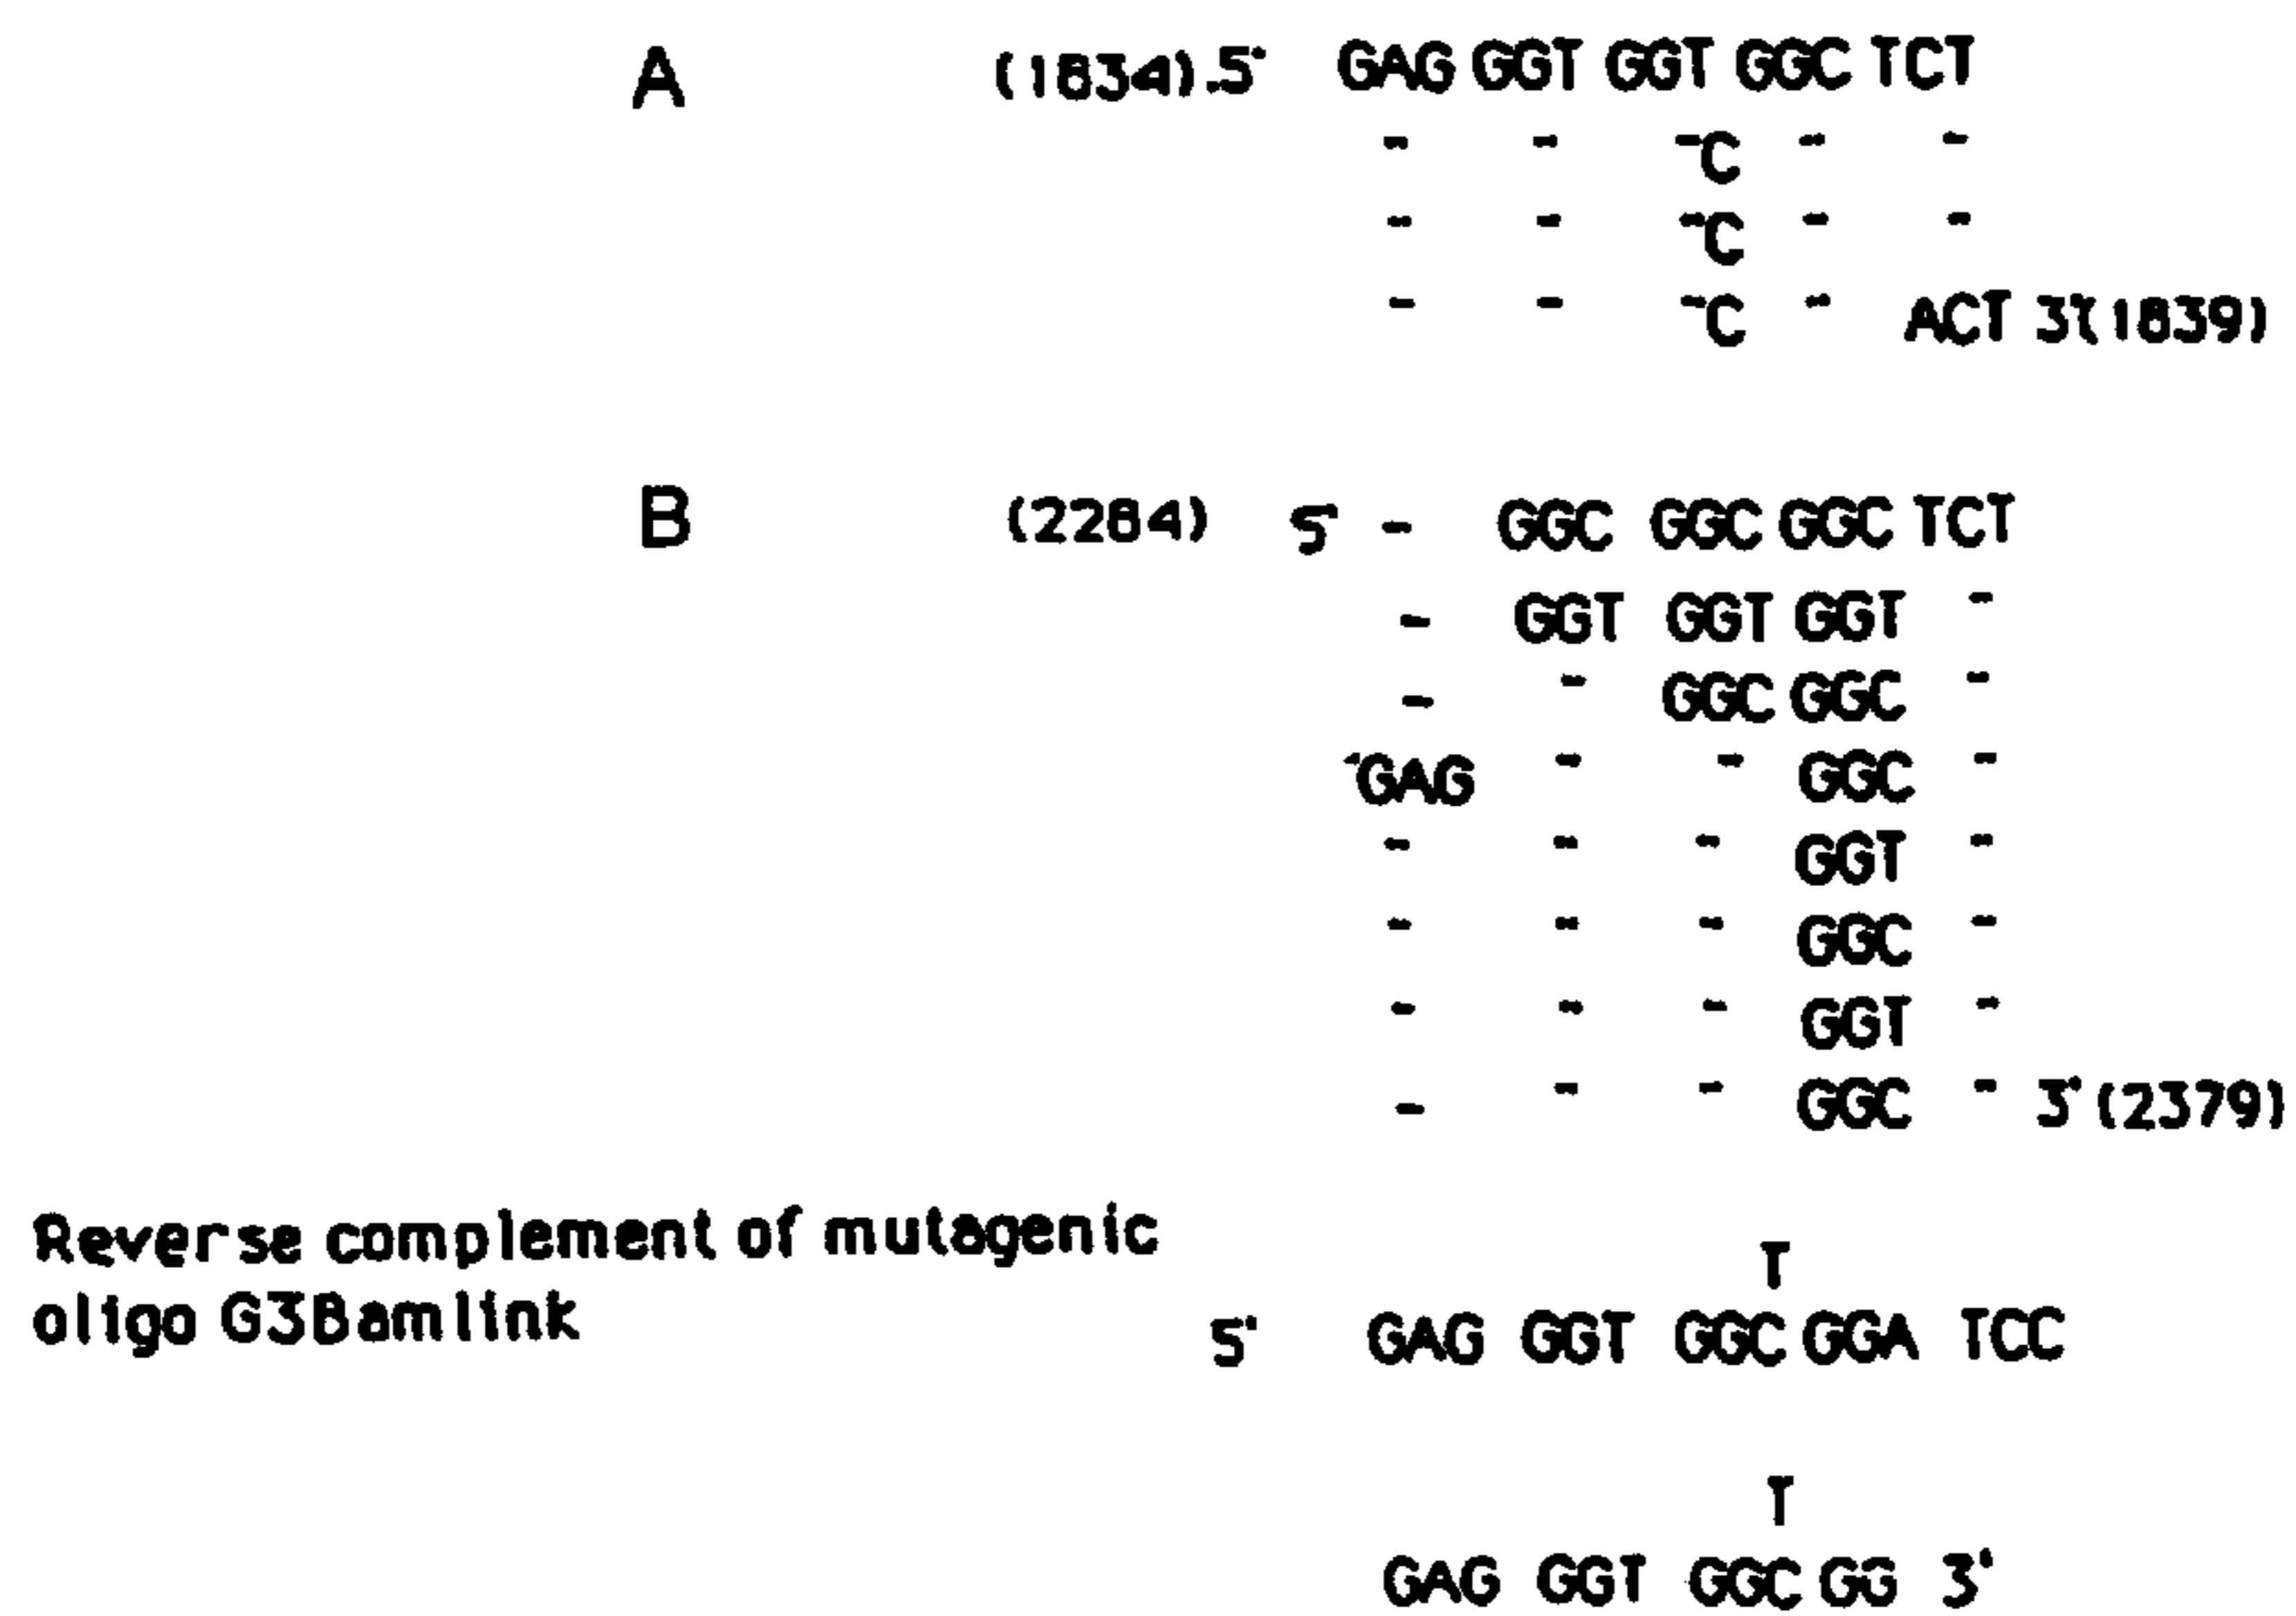 A (1834).5' GAG GGT GGT GGC TCT
- - -C - -
- - -C - -
- - -C - ACT 3'(1839)
B (2284) 5' - GGC GGC GGC TCT
- GGT GGT GGT -
- - GGC GGC -
-GAG - - GGC -
- - - GGT -
- - - GGC -
- - - GGT -
- - - GGC - 3'(2379)
Reverse complement of mutagenic
T
oligo G3Bamlink 5' GAG GGT GGC GGA TCC
T
GAG GGT GGC GG 3'